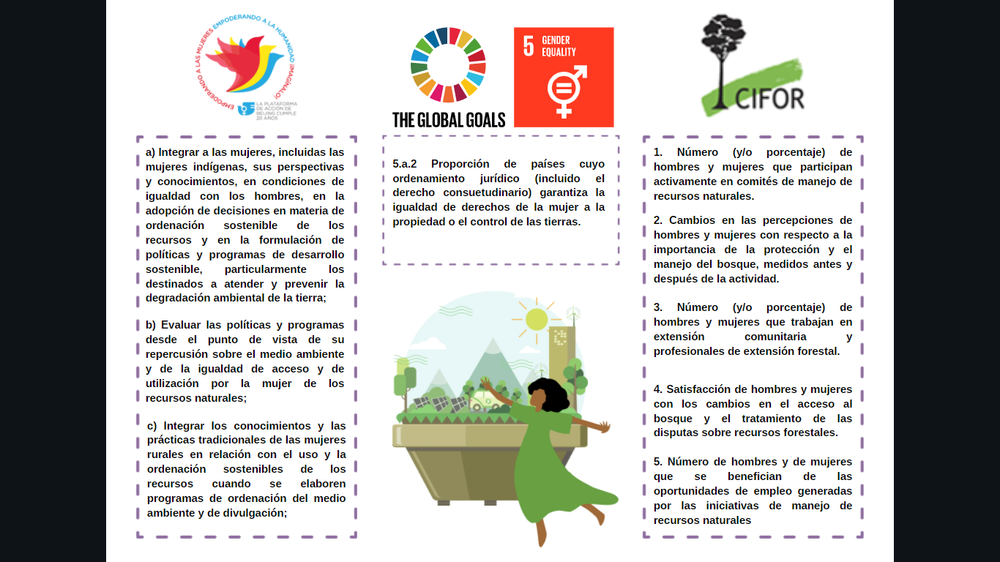 EMPODERANDO A LAS MUJERES EMPODERANDO A LA HUMANIDAD ¡IMAGÍNALO!
LA PLATAFORMA
DE ACCIÓN DE
BEIJING CUMPLE
20 AÑOS
a) Integrar a las mujeres, incluidas las
mujeres indígenas, sus perspectivas
y conocimientos, en condiciones de
igualdad con los hombres, en la
adopción de decisiones en materia de
ordenación sostenible de los
recursos y en la formulación de
políticas y programas de desarrollo
sostenible, particularmente los
destinados a atender y prevenir la
degradación ambiental de la tierra;
b) Evaluar las políticas y programas
desde el punto de vista de su
repercusión sobre el medio ambiente
y de la igualdad de acceso y de
utilización por la mujer de los
recursos naturales;
c) Integrar los conocimientos y las
prácticas tradicionales de las mujeres
rurales en relación con el uso y la
ordenación sostenibles de los
recursos cuando se elaboren
programas de ordenación del medio
ambiente y de divulgación;
THE GLOBAL GOALS
5 GENDER
EQUALITY
5.a.2 Proporción de países cuyo
ordenamiento jurídico (incluido el
derecho consuetudinario) garantiza la
igualdad de derechos de la mujer a la
propiedad o el control de las tierras.
CIFOR
1. Número (y/o porcentaje) de
hombres y mujeres que participan
activamente en comités de manejo de
recursos naturales.
2. Cambios en las percepciones de
hombres y mujeres con respecto a la
importancia de la protección y el
manejo del bosque, medidos antes y
después de la actividad.
3. Número (y/o porcentaje) de
hombres y mujeres que trabajan en
extensión comunitaria y
profesionales de extensión forestal.
4. Satisfacción de hombres y mujeres
con los cambios en el acceso al
bosque y el tratamiento de las
disputas sobre recursos forestales.
5. Número de hombres y de mujeres
que se benefician de las
oportunidades de empleo generadas
por las iniciativas de manejo de
recursos naturales